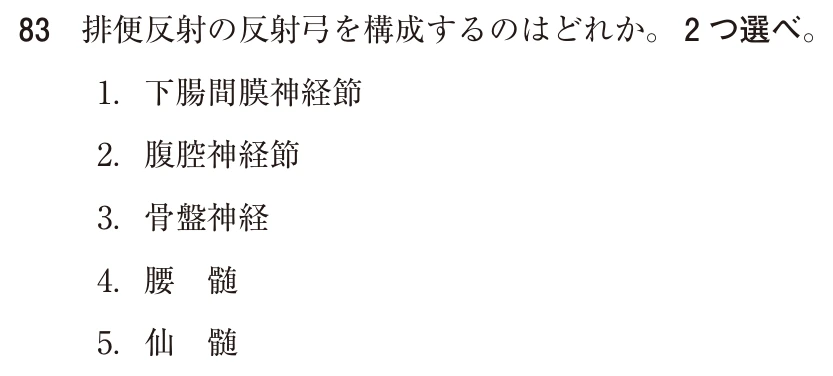 83 排便反射の反射弓を構成するのはどれか。2つ選べ。
1. 下腸間膜神経節
2. 腹腔神経節
3. 骨盤神経
4. 腰　髄
5. 仙　髄